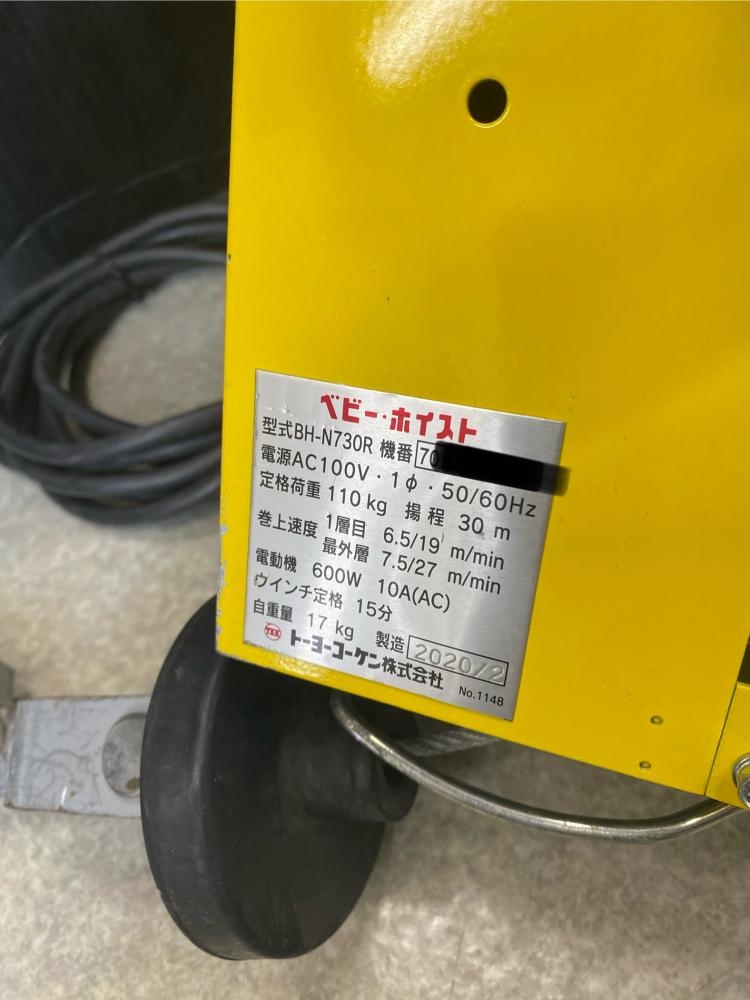 ベビー・ホイスト
型式BH-N730R 機番 70
電源AC100V・1φ・50/60Hz
定格荷重 110kg 揚程 30 m
巻上速度 1層目 6.5/19 m/min
最外層 7.5/27 m/min
電動機 600W 10A(AC)
ウインチ定格 15分
自重量 17kg 製造 2020/2
TKK トーヨーコーケン株式会社 No.1148